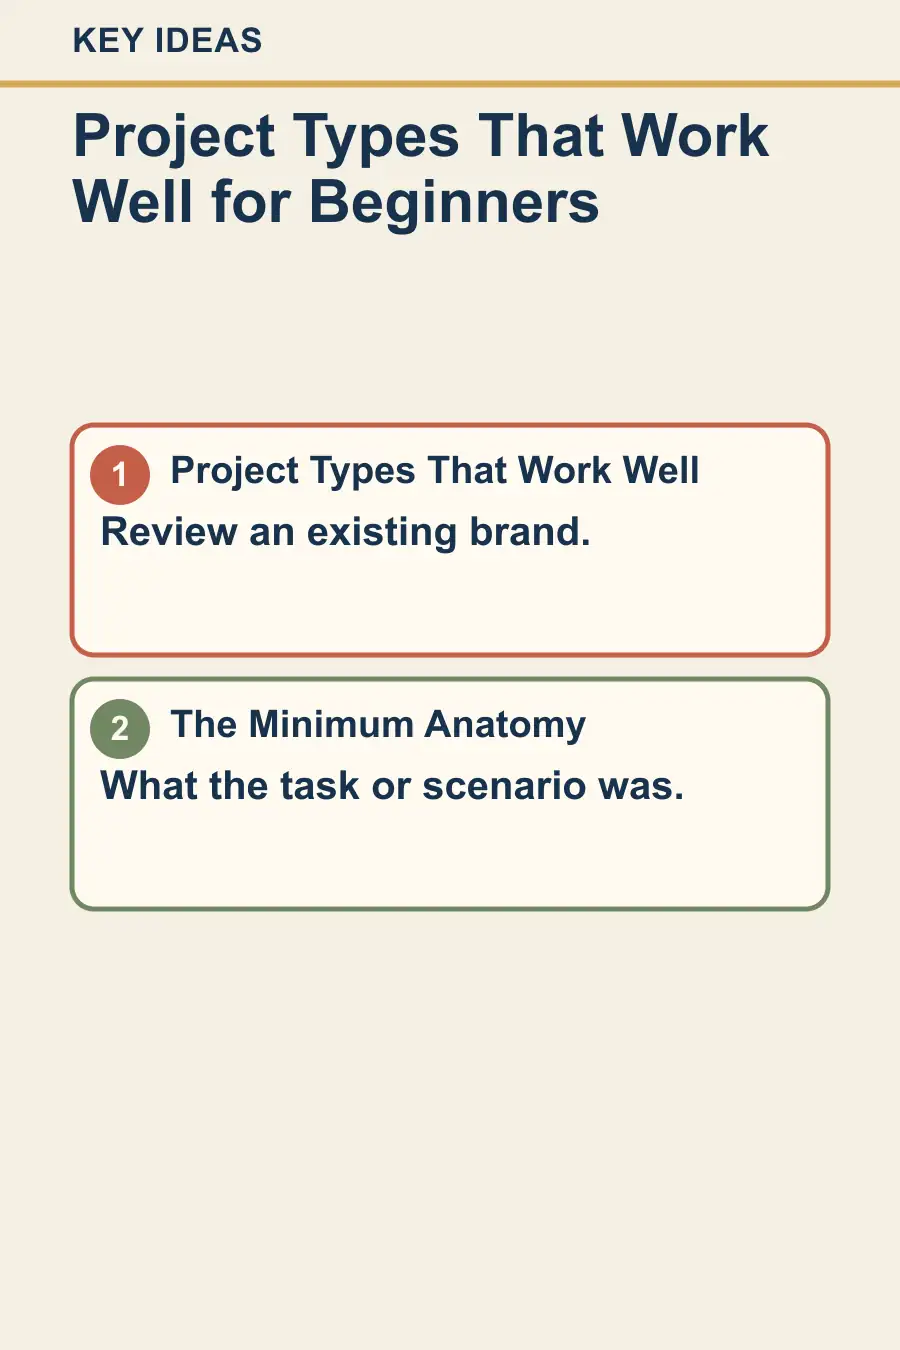 KEY IDEAS
Project Types That Work
Well for Beginners
1 Project Types That Work Well
Review an existing brand.
2 The Minimum Anatomy
What the task or scenario was.